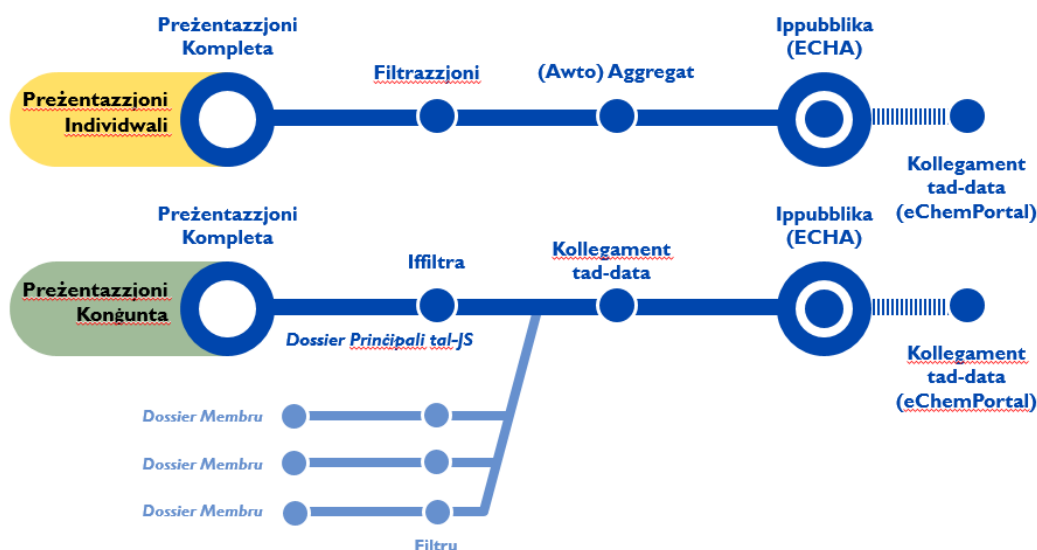 Preżentazzjoni
Kompleta
Filtrazzjoni
(Awto) Aggregat
Ippubblika
(ECHA)
Preżentazzjoni
Individwali
Kollegament
tad-data
(eChemPortal)
Preżentazzjoni
Kompleta
Iffiltra
Kollegament
tad-data
Ippubblika
(ECHA)
Preżentazzjoni
Konġunta
Dossier Prinċipali tal-JS
Kollegament
tad-data
(eChemPortal)
Dossier Membru
Dossier Membru
Dossier Membru
Filtru